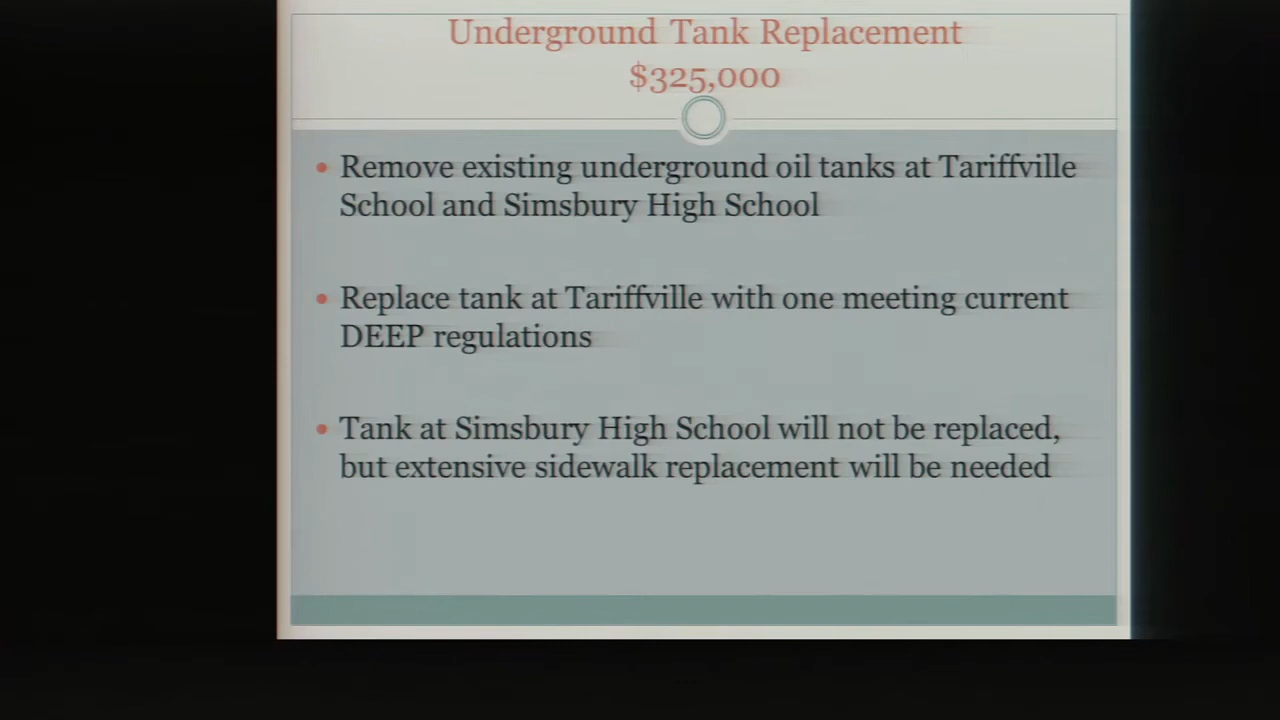 Underground Tank Replacement
$325,000
• Remove existing underground oil tanks at Tariffville
School and Simsbury High School
• Replace tank at Tariffville with one meeting current
DEEP regulations
• Tank at Simsbury High School will not be replaced,
but extensive sidewalk replacement will be needed